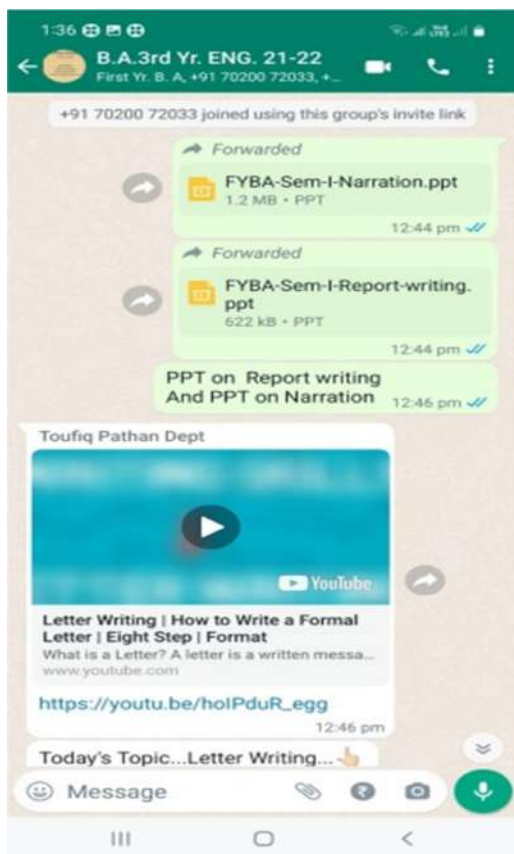 1:36
B.A.3rd Yr. ENG. 21-22
First Yr. B. A, +91 70200 72033, +...
+91 70200 72033 joined using this group's invite link
Forwarded
FYBA-Sem-I-Narration.ppt
1.2 MB • PPT
12:44 pm
Forwarded
FYBA-Sem-I-Report-writing.
ppt
622 kB • PPT
12:44 pm
PPT on Report writing
And PPT on Narration
12:46 pm
Toufiq Pathan Dept
YouTube
Letter Writing | How to Write a Formal
Letter | Eight Step | Format
What is a Letter? A letter is a written messa...
www.youtube.com
https://youtu.be/hoIPduR_egg
12:46 pm
Today's Topic...Letter Writing...👆🏻
Message